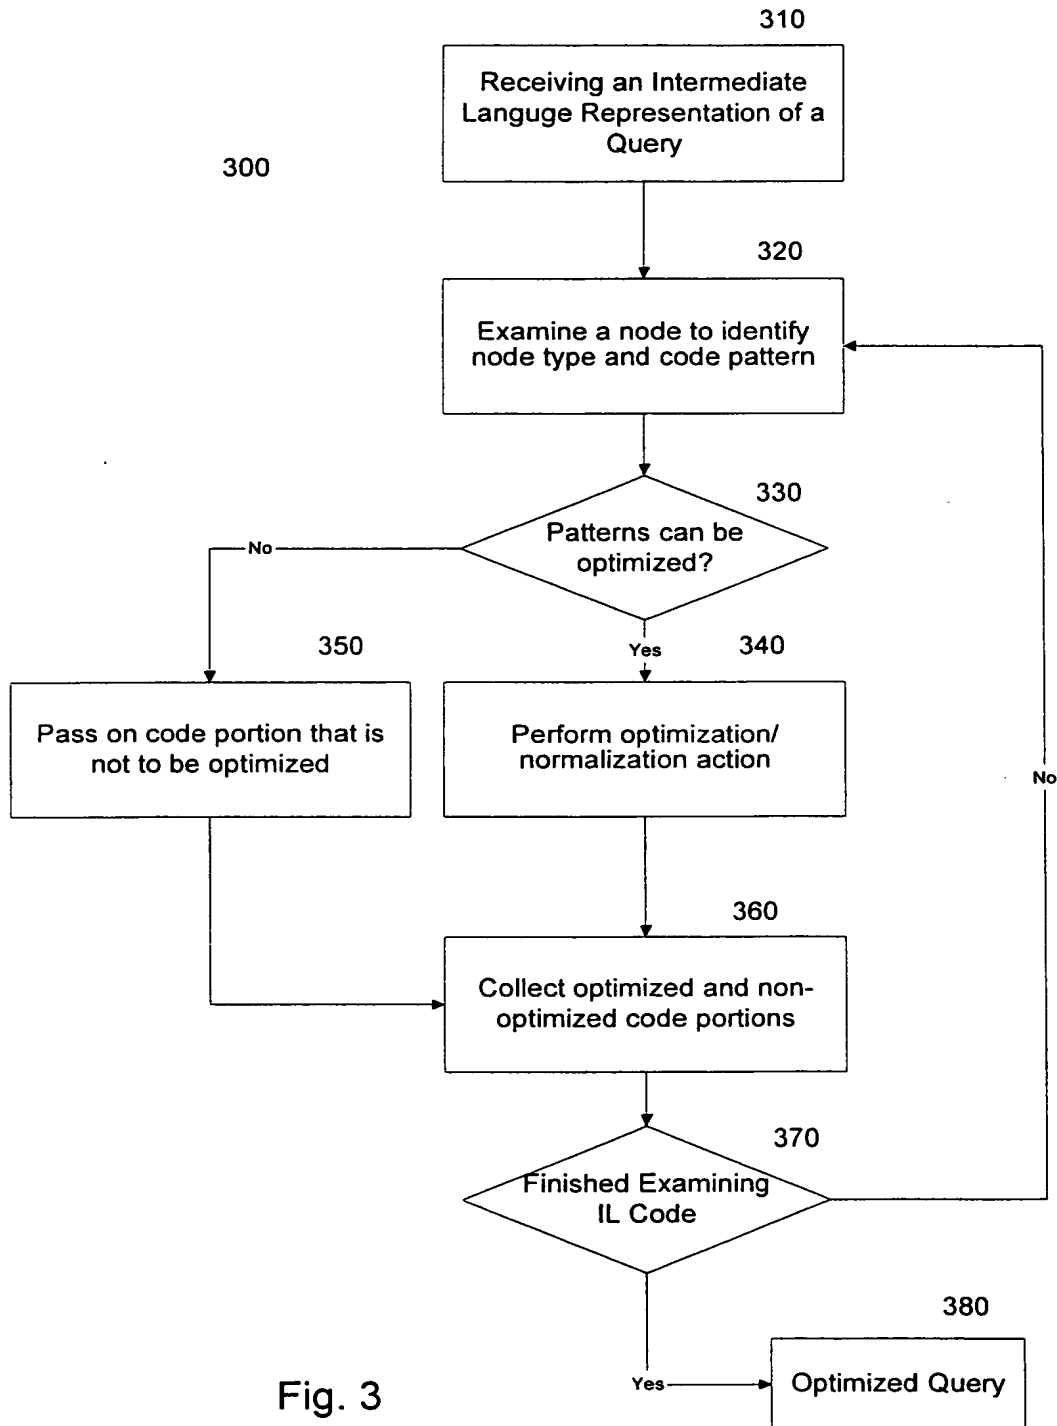 310
Receiving an Intermediate
Languge Representation of a
Query
300
320
Examine a node to identify
node type and code pattern
330
Patterns can be
optimized?
No
Yes
350
340
Pass on code portion that is
not to be optimized
Perform optimization/
normalization action
No
360
Collect optimized and non-
optimized code portions
370
Finished Examining
IL Code
380
Yes
Optimized Query
Fig. 3